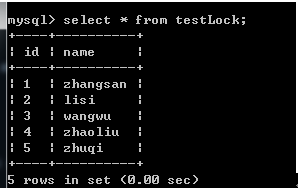 mysql> select * from testLock;
+----+----------+
| id | name     |
+----+----------+
| 1  | zhangsan |
| 2  | lisi     |
| 3  | wangwu   |
| 4  | zhaoliu  |
| 5  | zhuqi    |
+----+----------+
5 rows in set (0.00 sec)